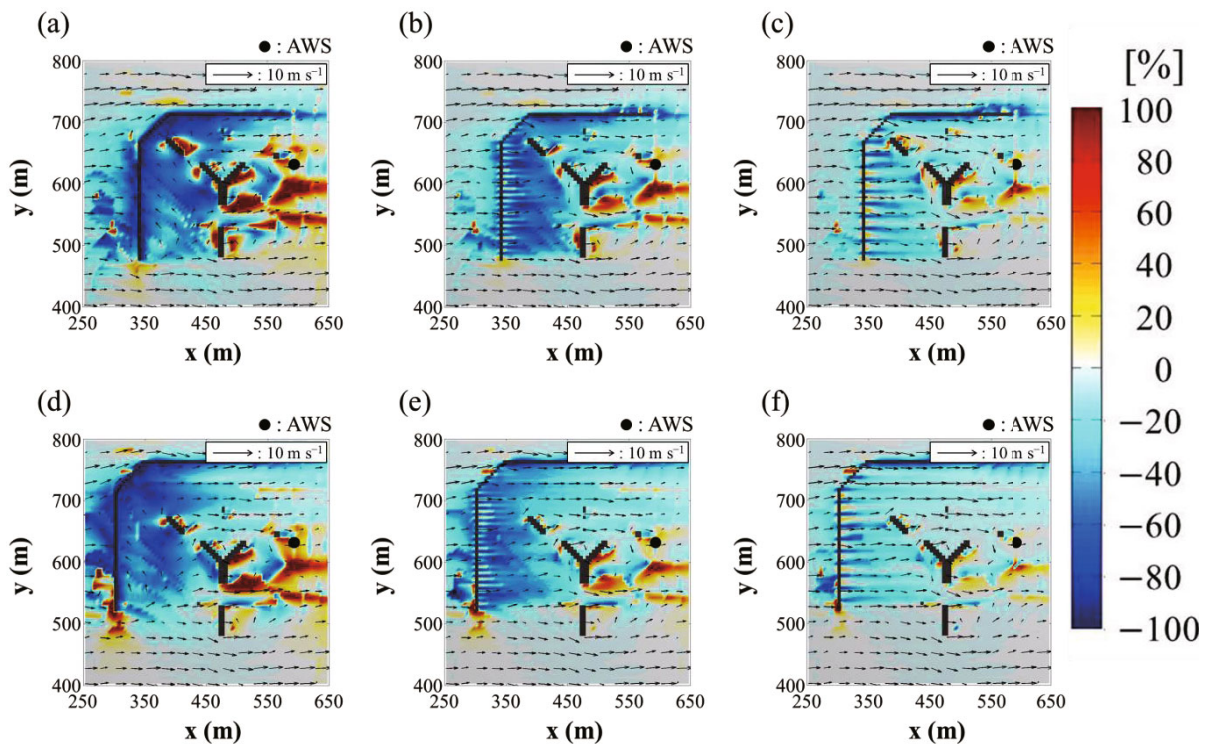 (a) (b) (c)
● : AWS ● : AWS ● : AWS [%]
: 10 m s⁻¹ : 10 m s⁻¹ : 10 m s⁻¹
800 800 800
100
700 700 700
80
60
y (m) y (m) y (m)
600 600 600
40
500 500 500
20
400 400 400
250 350 450 550 650 250 350 450 550 650 250 350 450 550 650
x (m) x (m) x (m)
0
(d) (e) (f)
−20
● : AWS ● : AWS ● : AWS
: 10 m s⁻¹ : 10 m s⁻¹ : 10 m s⁻¹
800 800 800
−40
700 700 700
−60
y (m) y (m) y (m)
600 600 600
−80
500 500 500
−100
400 400 400
250 350 450 550 650 250 350 450 550 650 250 350 450 550 650
x (m) x (m) x (m)